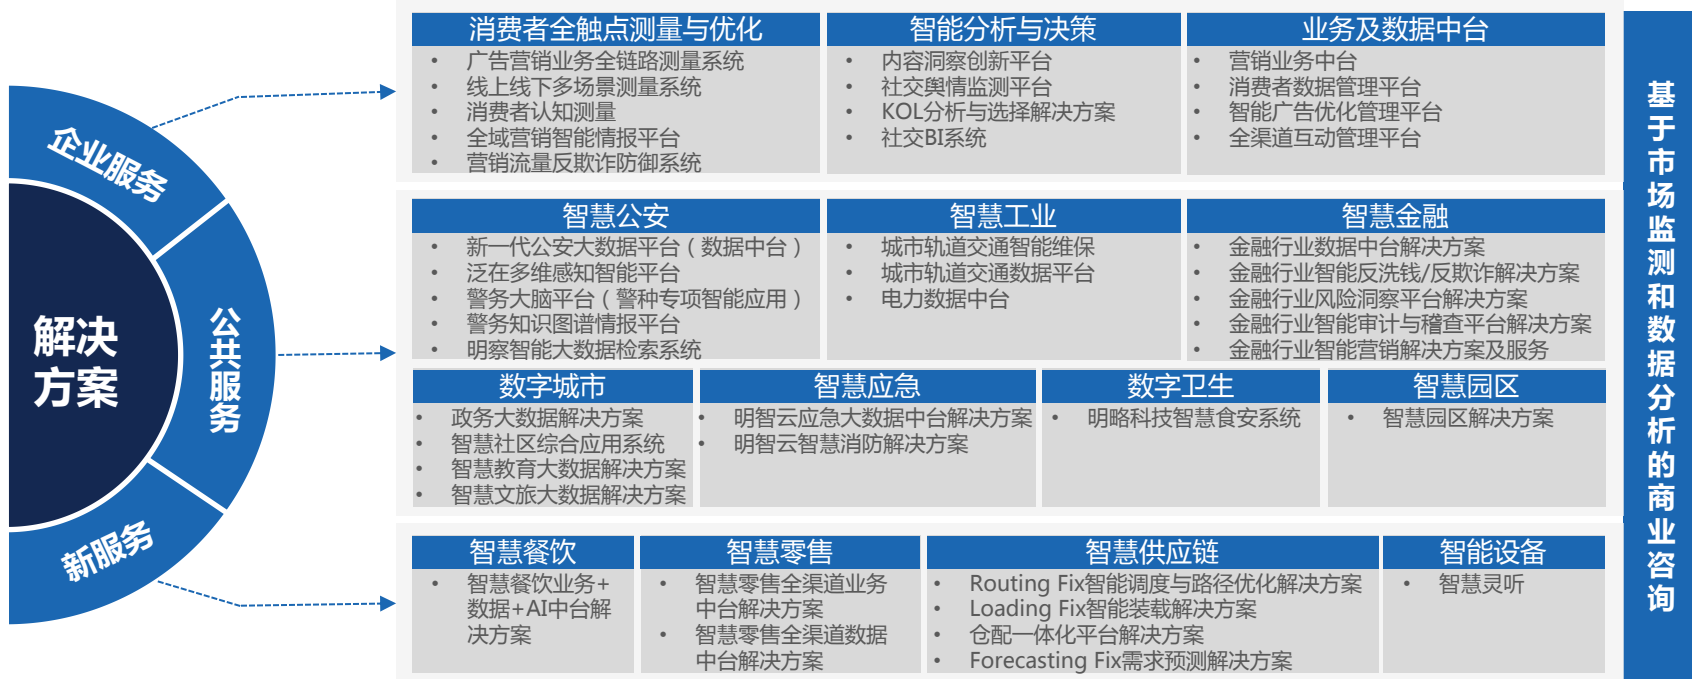 解决
方案
企业服务
公共服务
新服务
消费者全触点测量与优化
• 广告营销业务全链路测量系统
• 线上线下多场景测量系统
• 消费者认知测量
• 全域营销智能情报平台
• 营销流量反欺诈防御系统
智能分析与决策
• 内容洞察创新平台
• 社交舆情监测平台
• KOL分析与选择解决方案
• 社交BI系统
业务及数据中台
• 营销业务中台
• 消费者数据管理平台
• 智能广告优化管理平台
• 全渠道互动管理平台
智慧公安
• 新一代公安大数据平台（数据中台）
• 泛在多维感知智能平台
• 警务大脑平台（警种专项智能应用）
• 警务知识图谱情报平台
• 明察智能大数据检索系统
智慧工业
• 城市轨道交通智能维保
• 城市轨道交通数据平台
• 电力数据中台
智慧金融
• 金融行业数据中台解决方案
• 金融行业智能反洗钱/反欺诈解决方案
• 金融行业风险洞察平台解决方案
• 金融行业智能审计与稽查平台解决方案
• 金融行业智能营销解决方案及服务
数字城市
• 政务大数据解决方案
• 智慧社区综合应用系统
• 智慧教育大数据解决方案
• 智慧文旅大数据解决方案
智慧应急
• 明智云应急大数据中台解决方案
• 明智云智慧消防解决方案
数字卫生
• 明略科技智慧食安系统
智慧园区
• 智慧园区解决方案
智慧餐饮
• 智慧餐饮业务+
数据+AI中台解
决方案
智慧零售
• 智慧零售全渠道业务
中台解决方案
• 智慧零售全渠道数据
中台解决方案
智慧供应链
• Routing Fix智能调度与路径优化解决方案
• Loading Fix智能装载解决方案
• 仓配一体化平台解决方案
• Forecasting Fix需求预测解决方案
智能设备
• 智慧灵听
基于市场监测和数据分析的商业咨询